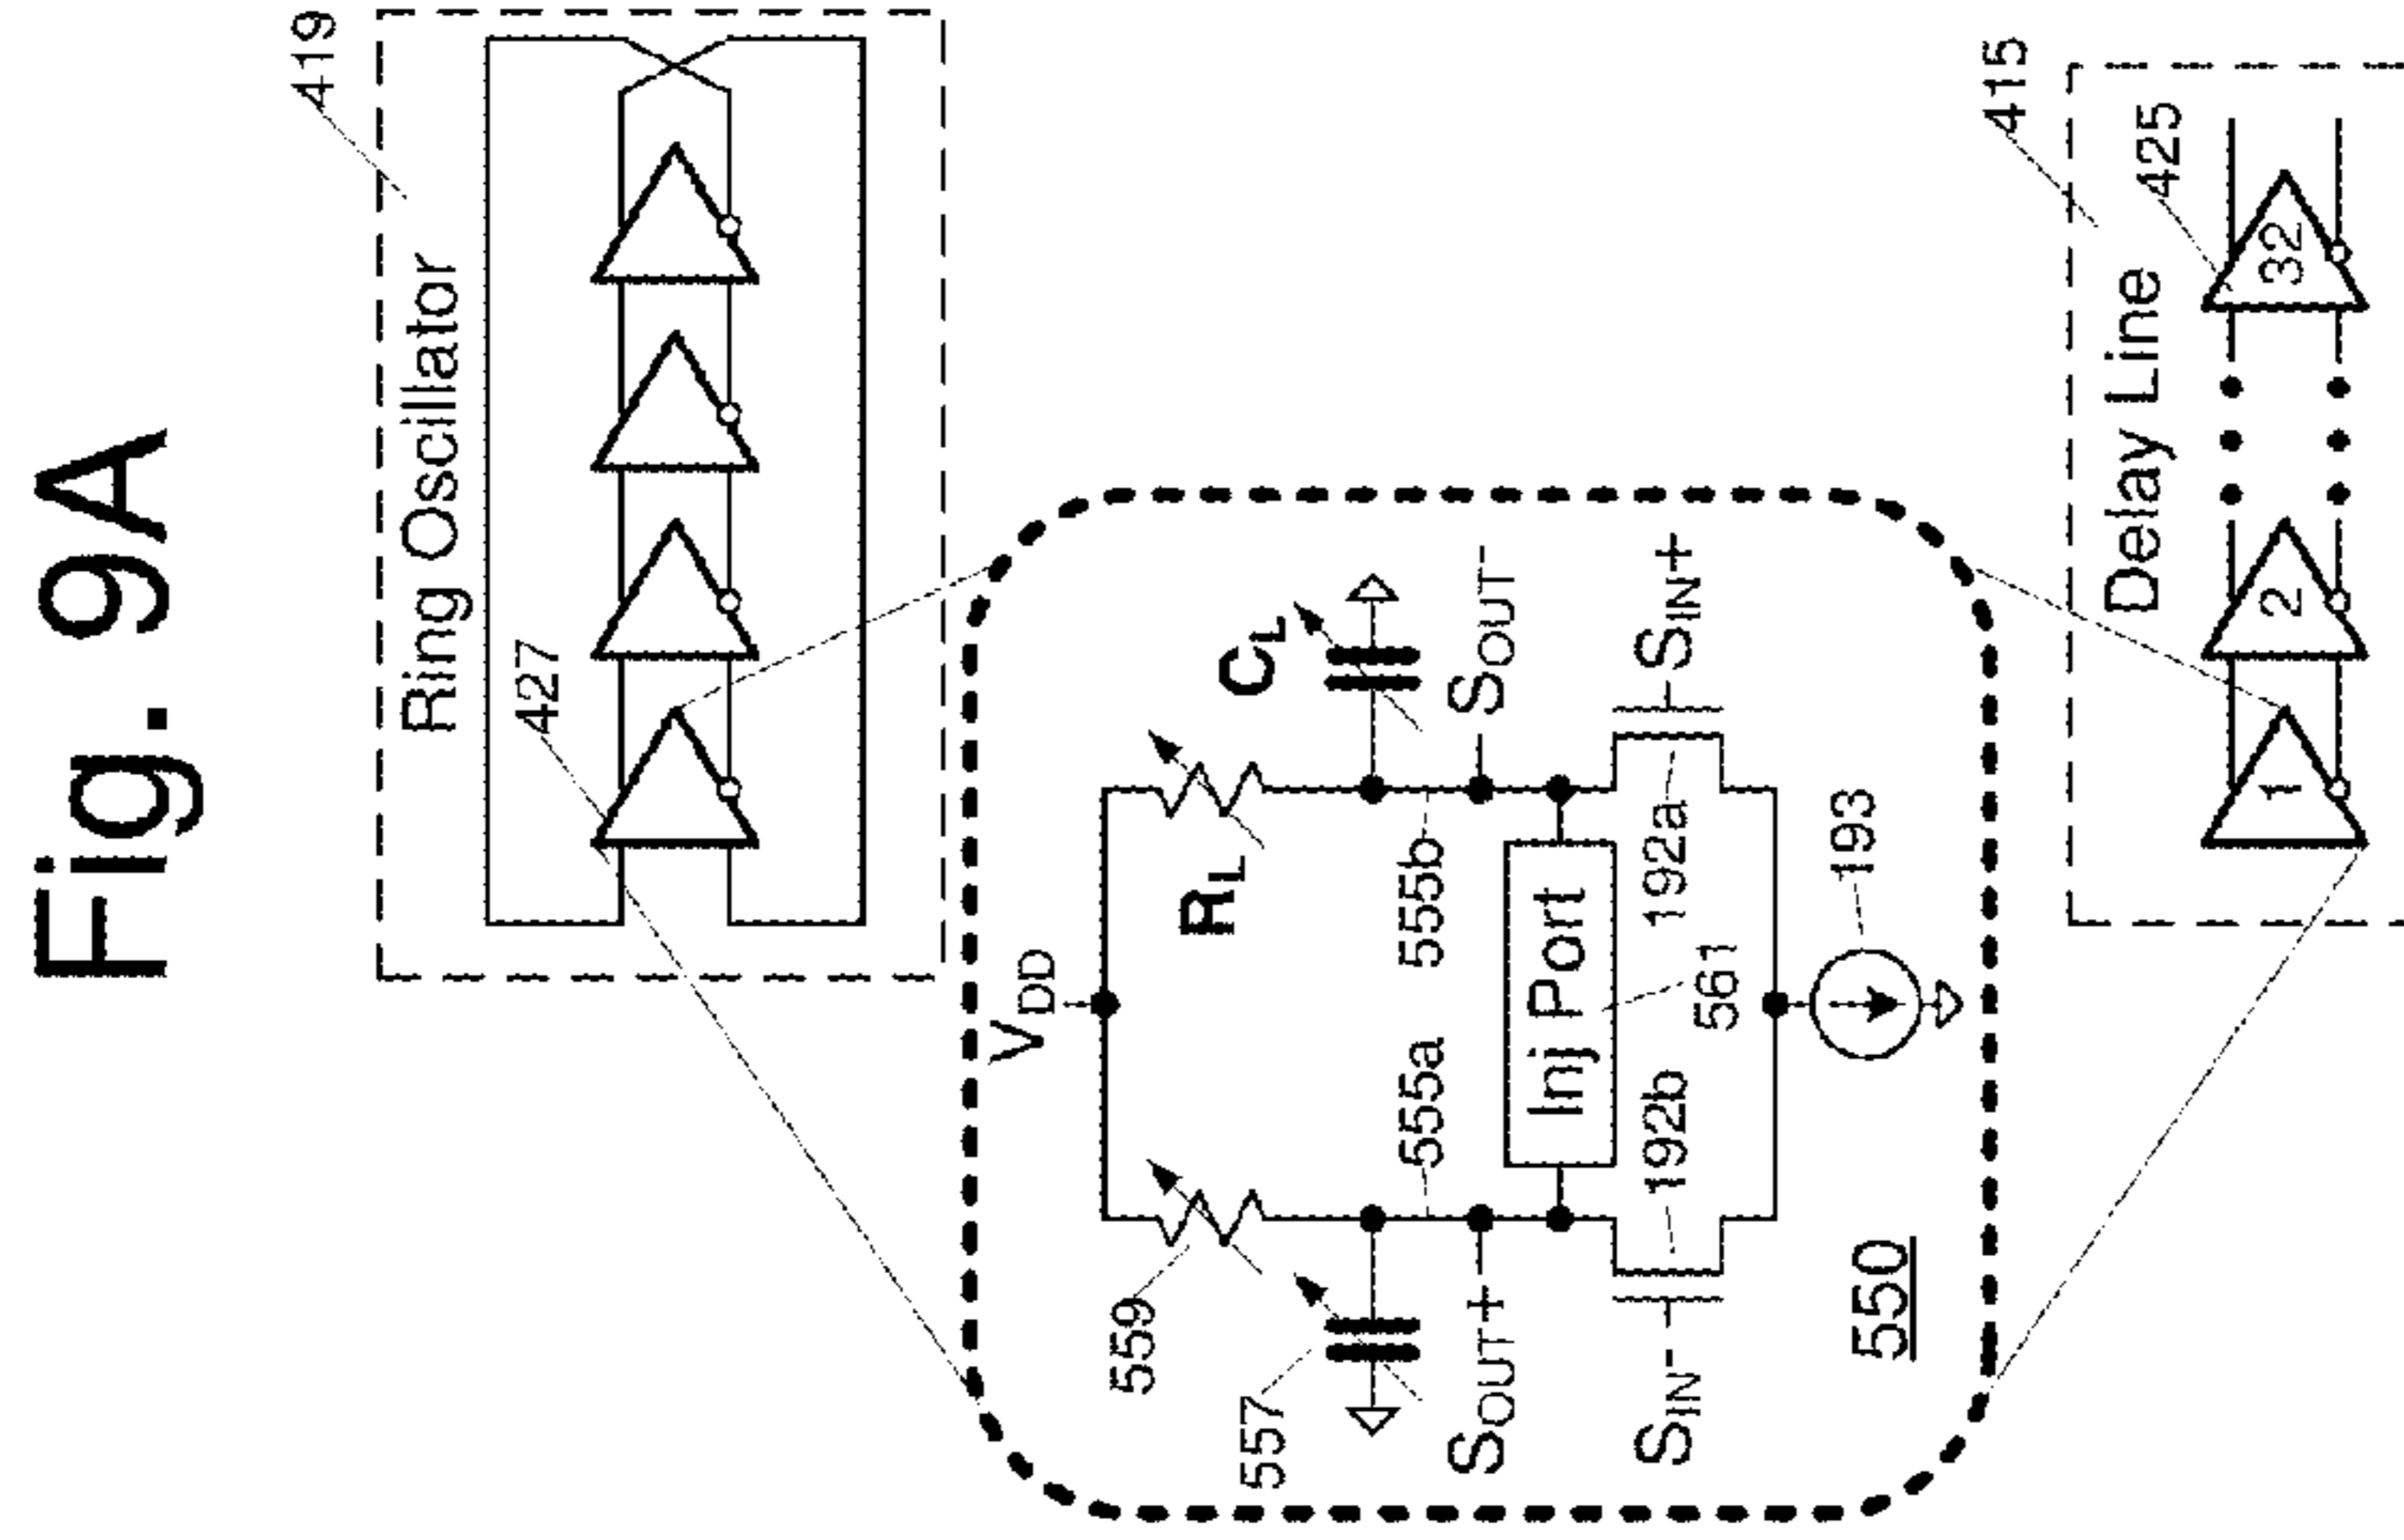 Fig. 9A
419
Ring Oscillator
427
VDD
559
RL
557
CL
555a
555b
SOUT+
SOUT-
Inj Port
SIN-
192b
192a
SIN+
561
193
550
415
Delay Line
425
1
2
32